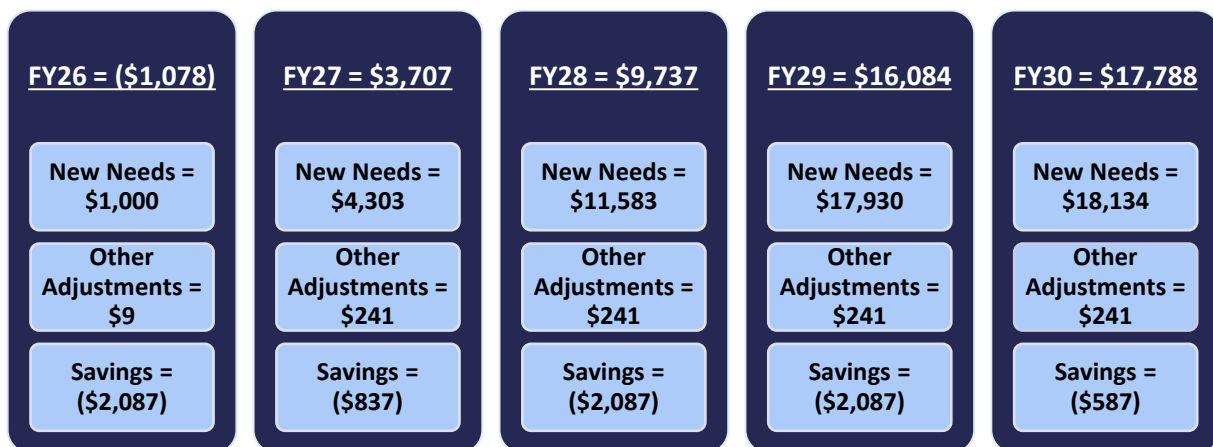 FY26 = ($1,078)
New Needs =
$1,000
Other
Adjustments =
$9
Savings =
($2,087)
FY27 = $3,707
New Needs =
$4,303
Other
Adjustments =
$241
Savings =
($837)
FY28 = $9,737
New Needs =
$11,583
Other
Adjustments =
$241
Savings =
($2,087)
FY29 = $16,084
New Needs =
$17,930
Other
Adjustments =
$241
Savings =
($2,087)
FY30 = $17,788
New Needs =
$18,134
Other
Adjustments =
$241
Savings =
($587)